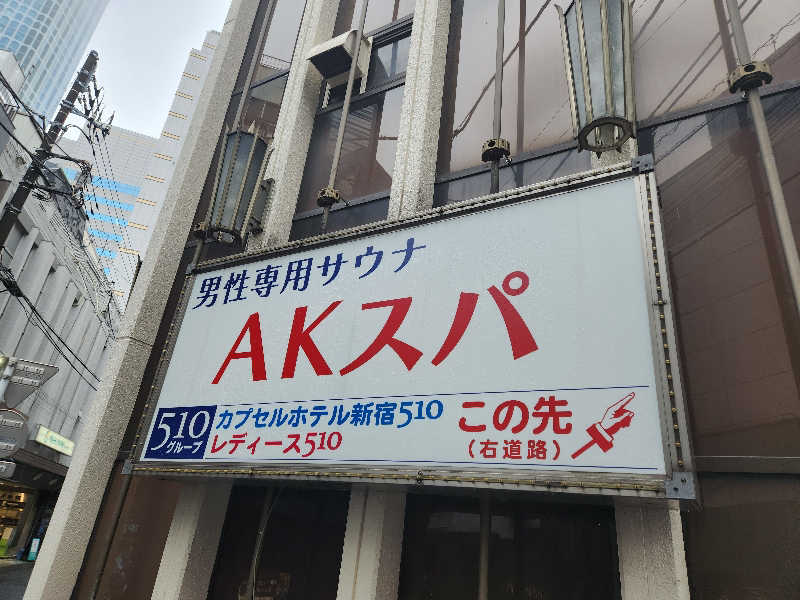 男性専用サウナ
AKスパ
510
グループ
カプセルホテル新宿510
レディース510
この先
(右道路)